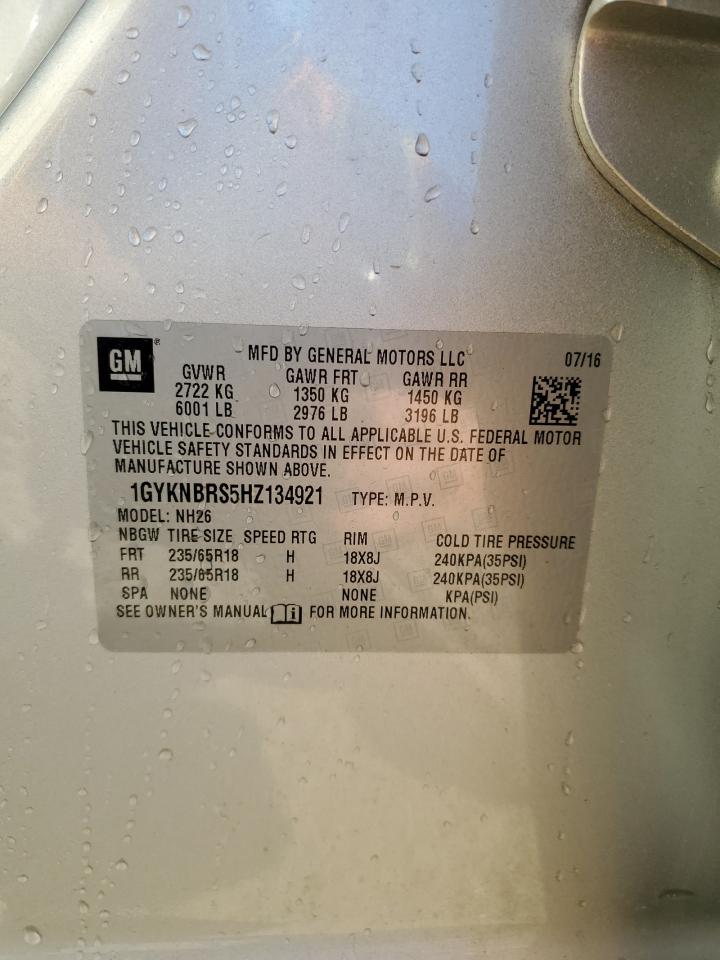 GM®
MFD BY GENERAL MOTORS LLC 07/16
GVWR GAWR FRT GAWR RR
2722 KG 1350 KG 1450 KG
6001 LB 2976 LB 3196 LB
THIS VEHICLE CONFORMS TO ALL APPLICABLE U.S. FEDERAL MOTOR
VEHICLE SAFETY STANDARDS IN EFFECT ON THE DATE OF
MANUFACTURE SHOWN ABOVE.
1GYKNBRS5HZ134921 TYPE: M.P.V.
MODEL: NH26
NBGW TIRE SIZE SPEED RTG RIM COLD TIRE PRESSURE
FRT 235/65R18 H 18X8J 240KPA(35PSI)
RR 235/65R18 H 18X8J 240KPA(35PSI)
SPA NONE NONE KPA(PSI)
SEE OWNER'S MANUAL FOR MORE INFORMATION.